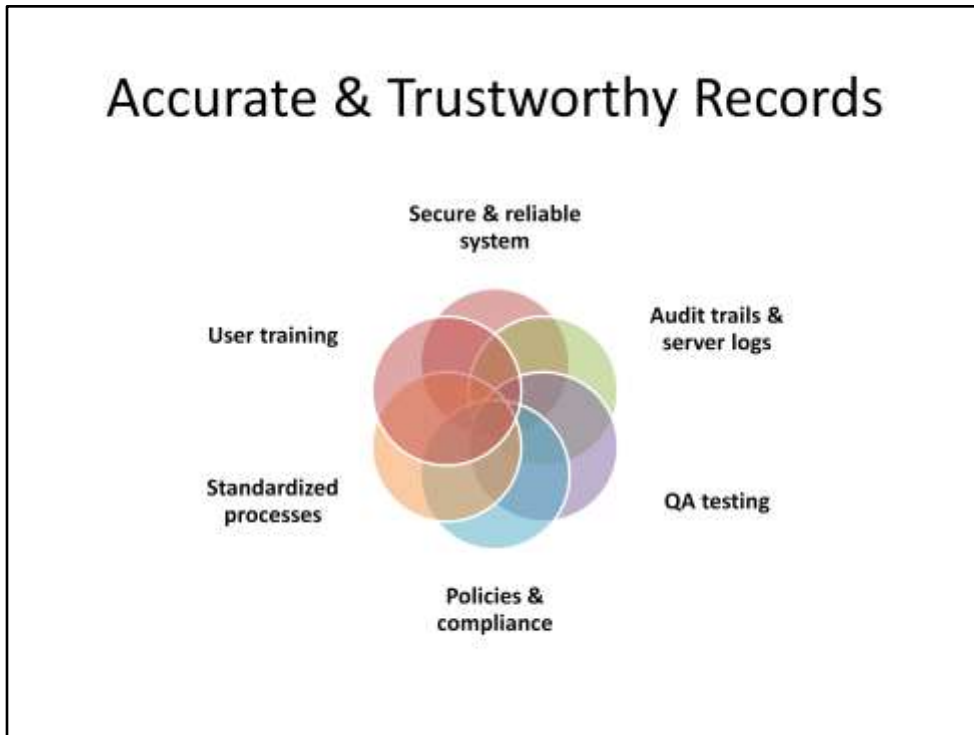 Accurate & Trustworthy Records
Secure & reliable
system
Audit trails &
server logs
QA testing
Policies &
compliance
Standardized
processes
User training